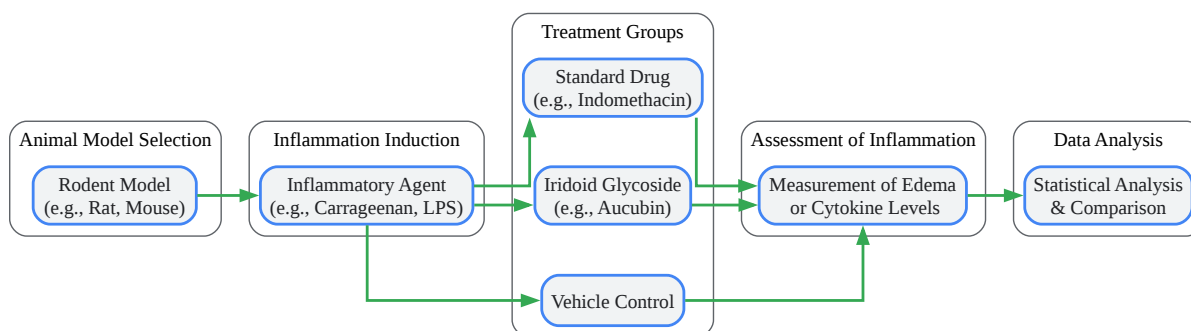 Animal Model Selection
Rodent Model
(e.g., Rat, Mouse)
Inflammation Induction
Inflammatory Agent
(e.g., Carrageenan, LPS)
Treatment Groups
Standard Drug
(e.g., Indomethacin)
Iridoid Glycoside
(e.g., Aucubin)
Vehicle Control
Assessment of Inflammation
Measurement of Edema
or Cytokine Levels
Data Analysis
Statistical Analysis
& Comparison